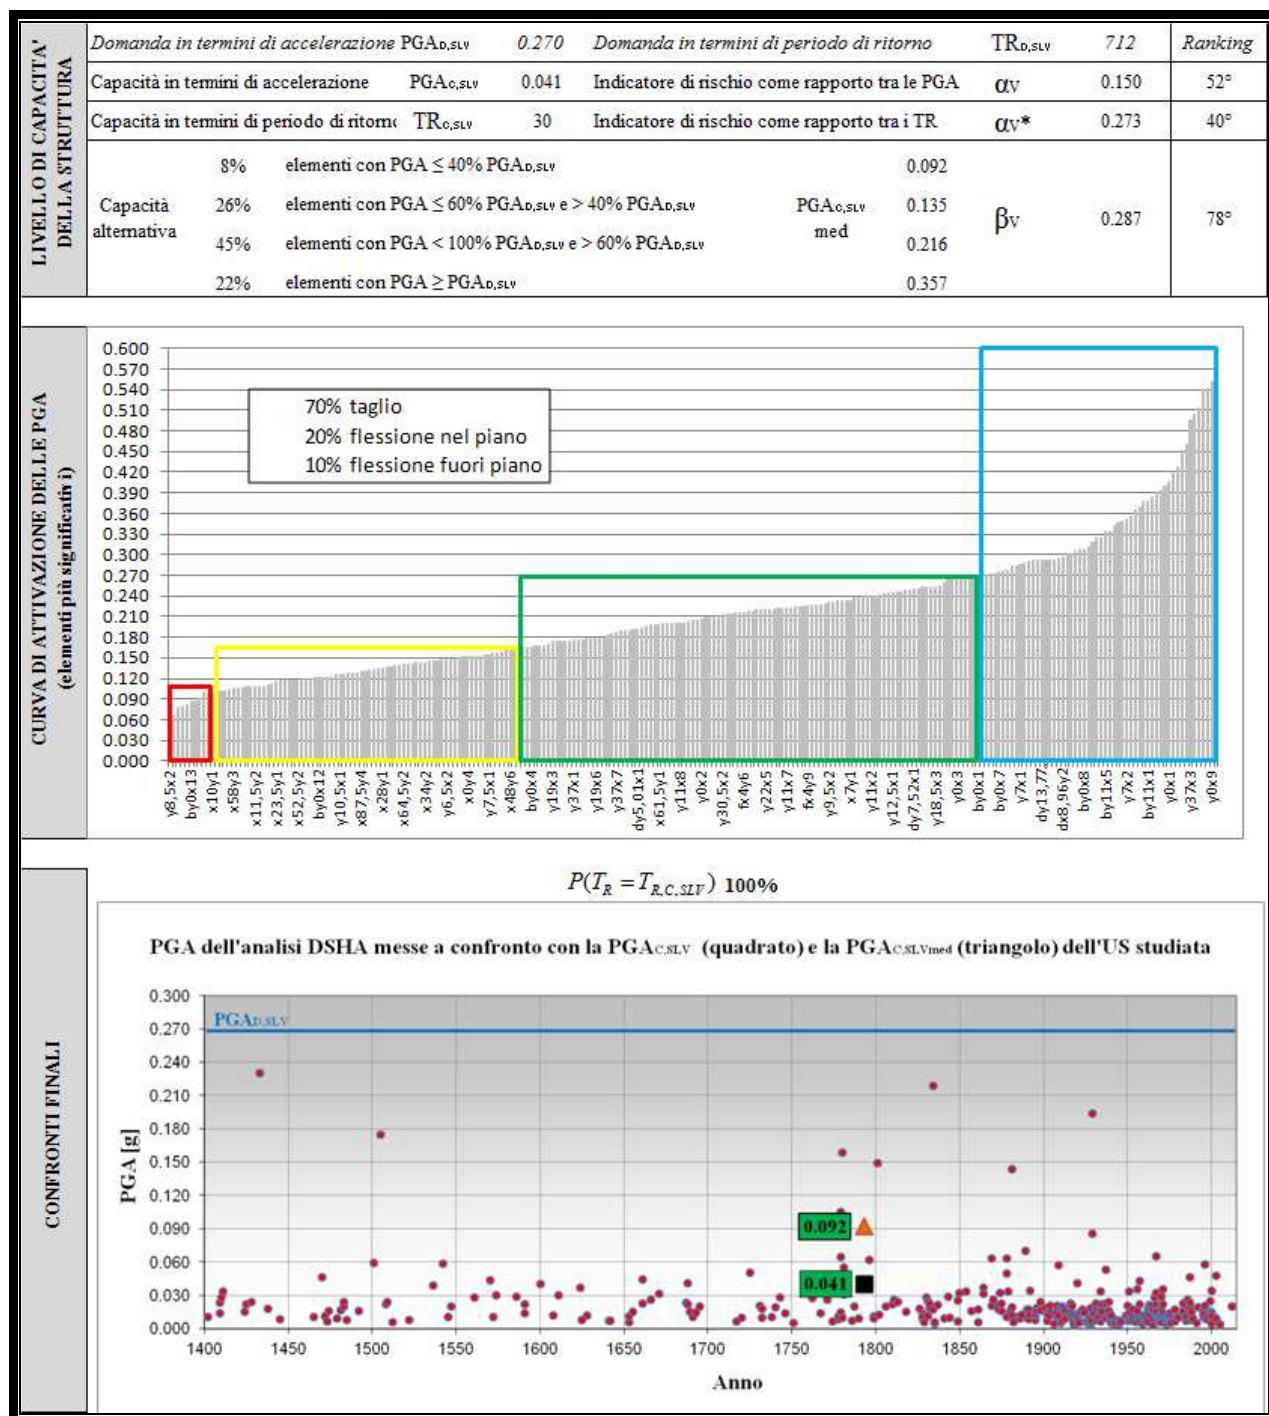 LIVELLO DI CAPACITA' DELLA STRUTTURA
Domanda in termini di accelerazione PGAD,SLV 0.270 Domanda in termini di periodo di ritorno TRD,SLV 712 Ranking
Capacità in termini di accelerazione PGAC,SLV 0.041 Indicatore di rischio come rapporto tra le PGA αV 0.150 52°
Capacità in termini di periodo di ritorno TRC,SLV 30 Indicatore di rischio come rapporto tra i TR αV* 0.273 40°
Capacità alternativa
8% elementi con PGA ≤ 40% PGAD,SLV 0.092
26% elementi con PGA ≤ 60% PGAD,SLV e > 40% PGAD,SLV 0.135
45% elementi con PGA < 100% PGAD,SLV e > 60% PGAD,SLV 0.216
22% elementi con PGA ≥ PGAD,SLV 0.357
PGAC,SLV med
βV 0.287 78°
CURVA DI ATTIVAZIONE DELLE PGA
(elementi più significativi)
0.600
0.570
0.540
0.510
0.480
0.450
0.420
0.390
0.360
0.330
0.300
0.270
0.240
0.210
0.180
0.150
0.120
0.090
0.060
0.030
0.000
70% taglio
20% flessione nel piano
10% flessione fuori piano
y8,5x2 by0x13 x10y1 x58y3 x11,5y2 x23,5y1 x52,5y2 by0x12 y10,5x1 x87,5y4 x28y1 x64,5y2 x34y2 y6,5x2 x0y4 y7,5x1 x48y6 by0x4 y19x3 y37x1 y19x6 y37x7 dy5,01x1 x61,5y1 y11x8 y0x2 y30,5x2 fx4y6 y22x5 y11x7 fx4y9 y9,5x2 x7y1 y11x2 y12,5x1 dy7,52x1 y18,5x3 y0x3 by0x1 by0x7 y7x1 dy13,77 dx8,96y2 by0x8 by11x5 y7x2 by11x1 y0x1 y37x3 y0x9
CONFRONTI FINALI
P(TR = TR,C,SLV) 100%
PGA dell'analisi DSHA messe a confronto con la PGAC,SLV (quadrato) e la PGAC,SLVmed (triangolo) dell'US studiata
PGA [g]
0.300
0.270
0.240
0.210
0.180
0.150
0.120
0.090
0.060
0.030
0.000
PGAD,SLV
0.092
0.041
1400 1450 1500 1550 1600 1650 1700 1750 1800 1850 1900 1950 2000
Anno